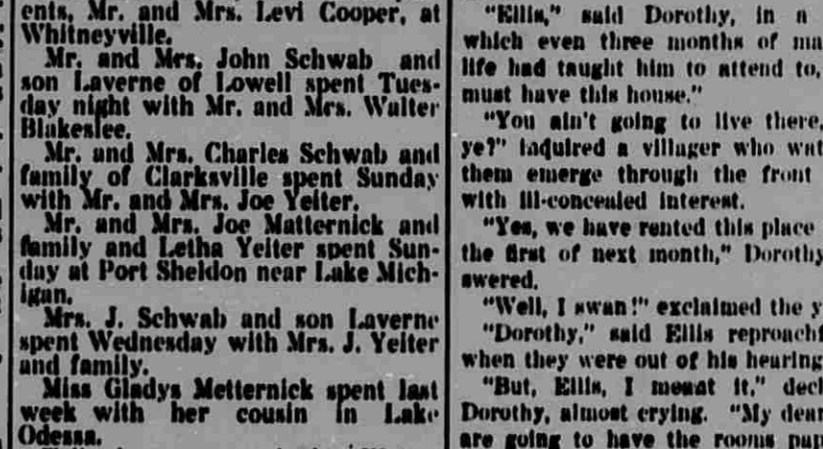 ents, Mr. and Mrs. Levi Cooper, at
Whitneyville.
Mr. and Mrs. John Schwab and
son Laverne of Lowell spent Tues-
day night with Mr. and Mrs. Walter
Blakeslee.
Mr. and Mrs. Charles Schwab and
family of Clarksville spent Sunday
with Mr. and Mrs. Joe Yeiter.
Mr. and Mrs. Joe Matternick and
family and Letha Yeiter spent Sun-
day at Port Sheldon near Lake Mich-
igan.
Mrs. J. Schwab and son Laverne
spent Wednesday with Mrs. J. Yeiter
and family.
Miss Gladys Metternick spent last
week with her cousin in Lake
Odessa.
"Ellis," said Dorothy, in a
which even three months of ma
life had taught him to attend to,
must have this house."
"You ain't going to live there,
ye?" inquired a villager who wat
them emerge through the front
with ill-concealed interest.
"Yes, we have rented this place
the first of next month," Dorothy
swered.
"Well, I swan!" exclaimed the y
"Dorothy," said Ellis reproachf
when they were out of his hearing
"But, Ellis, I meant it," decl
Dorothy, almost crying. "My dear
are going to have the rooms pap